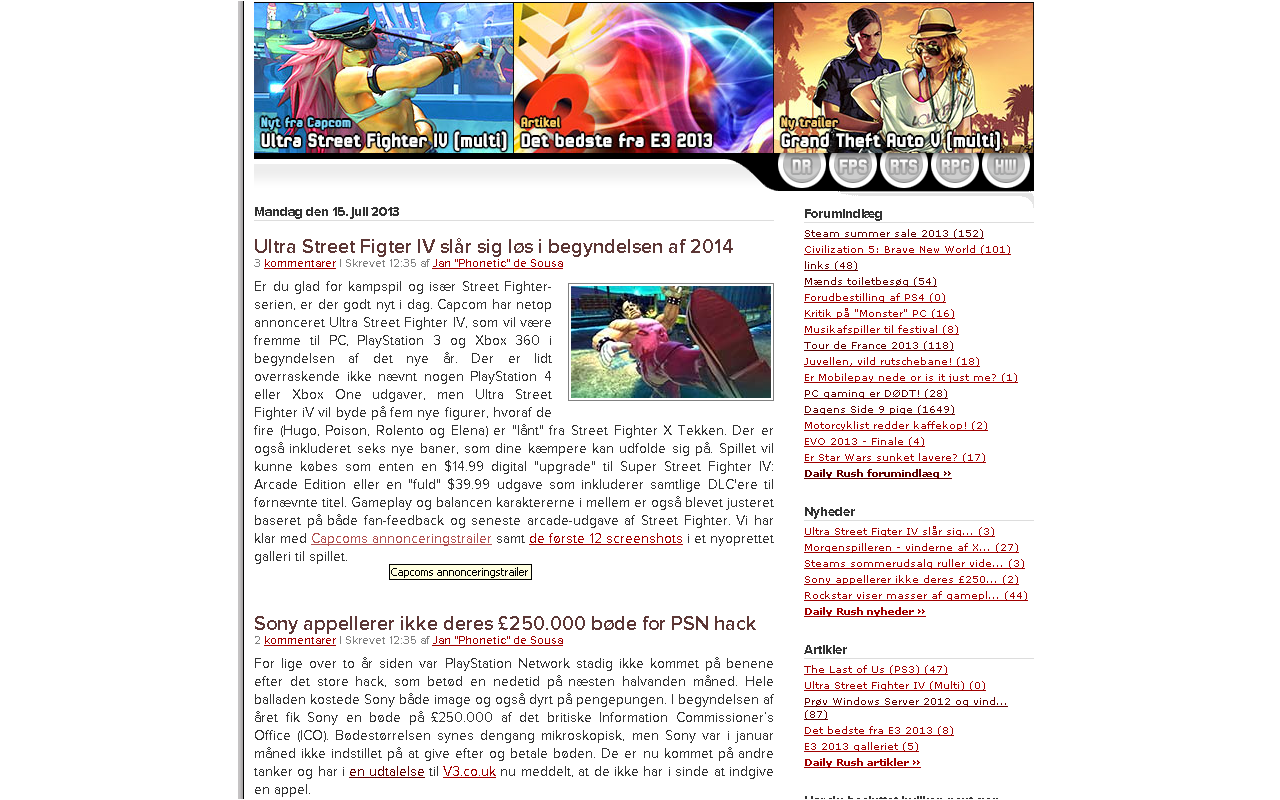 Nyt fra Capcom
Ultra Street Fighter IV (multi)
Artikel
Det bedste fra E3 2013
Ny trailer
Grand Theft Auto V (multi)
DR FPS RTS RPG HW
Mandag den 15. juli 2013
Ultra Street Figter IV slår sig løs i begyndelsen af 2014
3 kommentarer | Skrevet 12:35 af Jan "Phonetic" de Sousa
Er du glad for kampspil og især Street Fighter-
serien, er der godt nyt i dag. Capcom har netop
annonceret Ultra Street Fighter IV, som vil være
fremme til PC, PlayStation 3 og Xbox 360 i
begyndelsen af det nye år. Der er lidt
overraskende ikke nævnt nogen PlayStation 4
eller Xbox One udgaver, men Ultra Street
Fighter iV vil byde på fem nye figurer, hvoraf de
fire (Hugo, Poison, Rolento og Elena) er "lånt" fra Street Fighter X Tekken. Der er
også inkluderet seks nye baner, som dine kæmpere kan udfolde sig på. Spillet vil
kunne købes som enten en $14.99 digital "upgrade" til Super Street Fighter IV:
Arcade Edition eller en "fuld" $39.99 udgave som inkluderer samtlige DLC'ere til
førnævnte titel. Gameplay og balancen karaktererne i mellem er også blevet justeret
baseret på både fan-feedback og seneste arcade-udgave af Street Fighter. Vi har
klar med Capcoms annonceringstrailer samt de første 12 screenshots i et nyoprettet
galleri til spillet.
Capcoms annonceringstrailer
Sony appellerer ikke deres £250.000 bøde for PSN hack
2 kommentarer | Skrevet 12:35 af Jan "Phonetic" de Sousa
For lige over to år siden var PlayStation Network stadig ikke kommet på benene
efter det store hack, som betød en nedetid på næsten halvanden måned. Hele
balladen kostede Sony både image og også dyrt på pengepungen. I begyndelsen af
året fik Sony en bøde på £250.000 af det britiske Information Commissioner's
Office (ICO). Bødestørrelsen synes dengang mikroskopisk, men Sony var i januar
måned ikke indstillet på at give efter og betale bøden. De er nu kommet på andre
tanker og har i en udtalelse til V3.co.uk nu meddelt, at de ikke har i sinde at indgive
en appel.
Forumindlæg
Steam summer sale 2013 (152)
Civilization 5: Brave New World (101)
links (48)
Mænds toiletbesøg (54)
Forudbestilling af PS4 (0)
Kritik på "Monster" PC (16)
Musikafspiller til festival (8)
Tour de France 2013 (118)
Juvellen, vild rutschebane! (18)
Er Mobilepay nede or is it just me? (1)
PC gaming er DØDT! (28)
Dagens Side 9 pige (1649)
Motorcyklist redder kaffekop! (2)
EVO 2013 - Finale (4)
Er Star Wars sunket lavere? (17)
Daily Rush forumindlæg »
Nyheder
Ultra Street Figter IV slår sig... (3)
Morgenspilleren - vinderne af X... (27)
Steams sommerudsalg ruller vide... (3)
Sony appellerer ikke deres £250... (2)
Rockstar viser masser af gamepl... (44)
Daily Rush nyheder »
Artikler
The Last of Us (PS3) (47)
Ultra Street Fighter IV (Multi) (0)
Prøv Windows Server 2012 og vind...
(87)
Det bedste fra E3 2013 (8)
E3 2013 galleriet (5)
Daily Rush artikler »